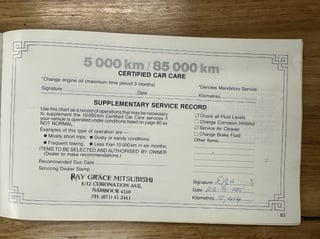 5 000 km / 85 000 km
CERTIFIED CAR CARE
*Change engine oil (maximum time period 3 months)
*Denotes Mandatory Service
Signature
Date
Kilometres
SUPPLEMENTARY SERVICE RECORD
Use this chart as a record of operations that may be necessary
to supplement the 10 000 km Certified Car Care services if
your vehicle is operated under conditions based on page 60 as
NOT NORMAL
Examples of this type of operation are —
● Mostly short trips ● Dusty or sandy conditions
● Frequent towing. ● Less than 10 000 km in six months.
ITEMS TO BE SELECTED AND AUTHORISED BY OWNER
(Dealer to make recommendations).
Check all Fluid Levels
Change Corrosion Inhibitor
Service Air Cleaner
Change Brake Fluid
Recommended Due Date
Servicing Dealer Stamp
RAY GRACE MITSUBISHI
8/12 CORONATION AVE,
NAMBOUR 4560
PH (071) 41 2411
Signature
Date
Kilometres
83